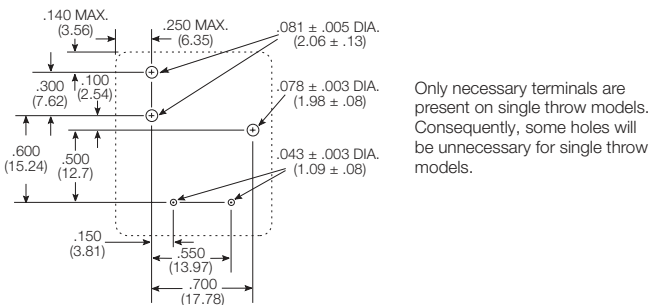 .140 MAX.
(3.56)
.250 MAX.
(6.35)
.081 ± .005 DIA.
(2.06 ± .13)
.300
(7.62)
.100
(2.54)
.078 ± .003 DIA.
(1.98 ± .08)
Only necessary terminals are
present on single throw models.
Consequently, some holes will
be unnecessary for single throw
models.
.600
(15.24)
.500
(12.7)
.043 ± .003 DIA.
(1.09 ± .08)
.150
(3.81)
.550
(13.97)
.700
(17.78)